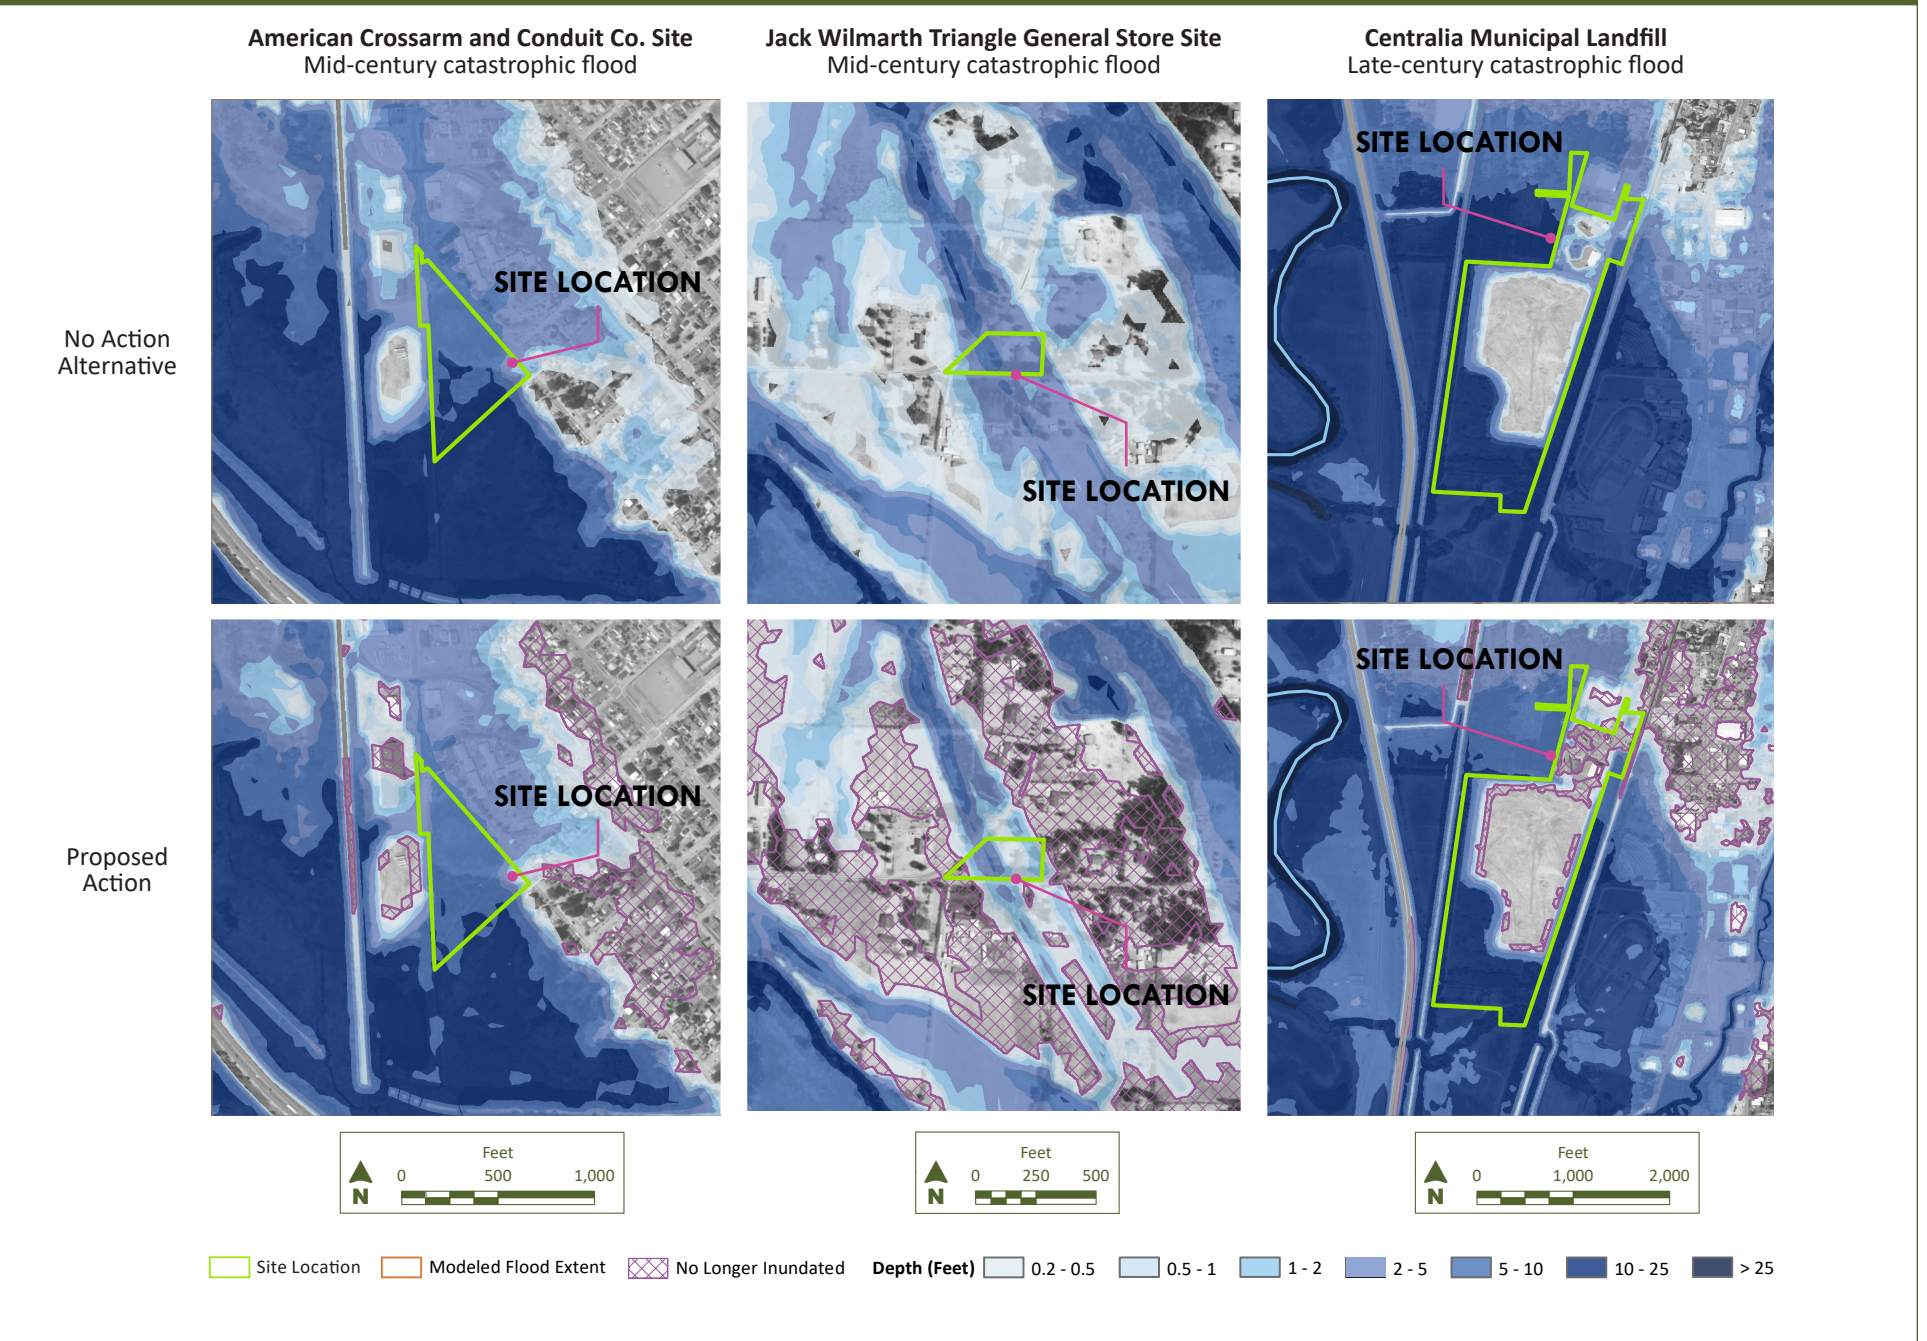 American Crossarm and Conduit Co. Site
Mid-century catastrophic flood
Jack Wilmarth Triangle General Store Site
Mid-century catastrophic flood
Centralia Municipal Landfill
Late-century catastrophic flood
No Action
Alternative
SITE LOCATION
SITE LOCATION
SITE LOCATION
Proposed
Action
SITE LOCATION
SITE LOCATION
SITE LOCATION
N
Feet
0 500 1,000
N
Feet
0 250 500
N
Feet
0 1,000 2,000
Site Location Modeled Flood Extent No Longer Inundated Depth (Feet) 0.2 - 0.5 0.5 - 1 1 - 2 2 - 5 5 - 10 10 - 25 > 25